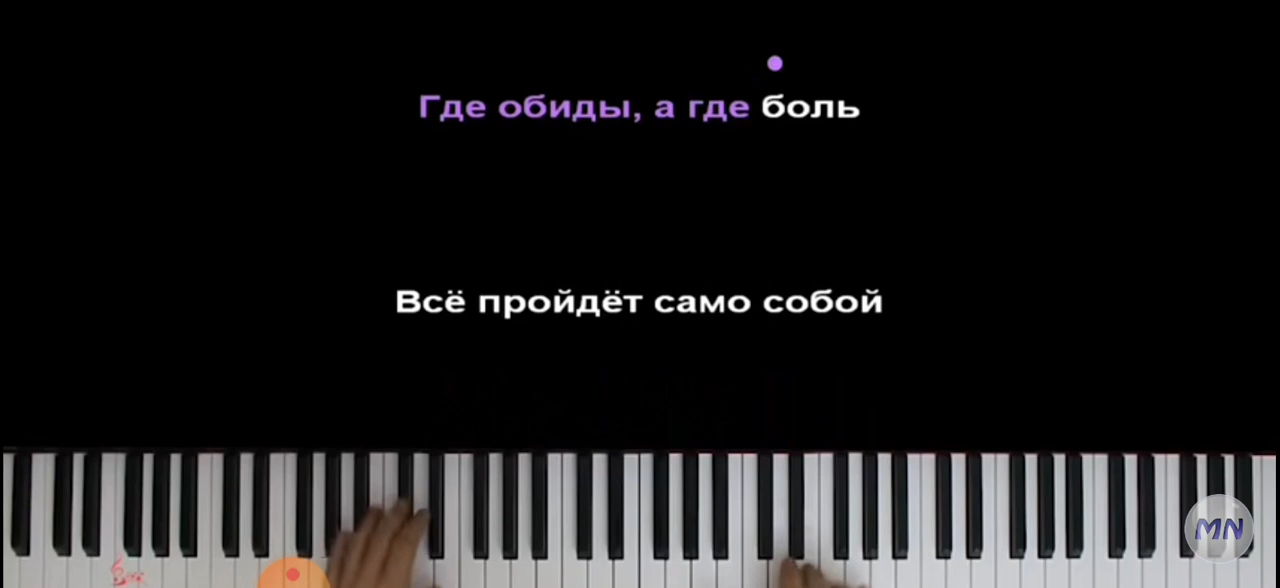 Где обиды, а где боль
Всё пройдёт само собой
MN